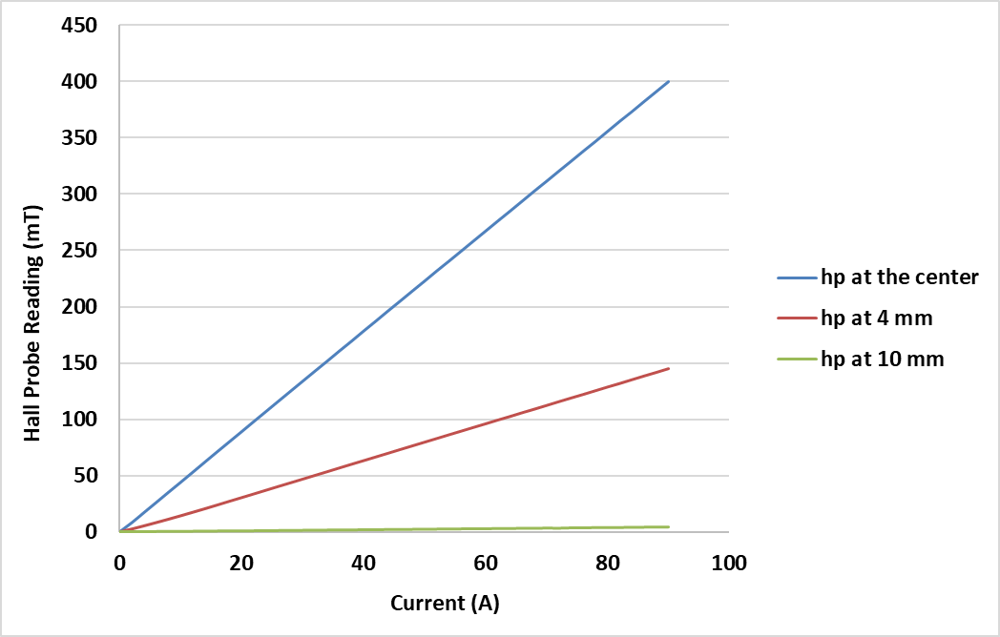 Hall Probe Reading (mT)
450
400
350
300
250
200
150
100
50
0
0 20 40 60 80 100
Current (A)
hp at the center
hp at 4 mm
hp at 10 mm